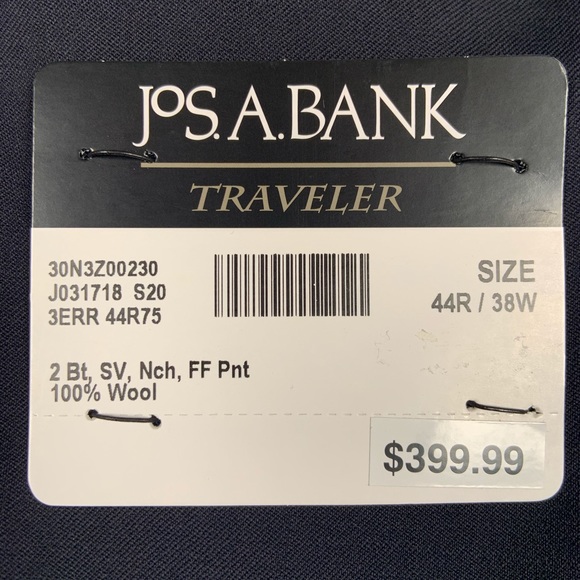 JOS. A. BANK
TRAVELER
30N3Z00230
J031718 S20
3ERR 44R75
SIZE
44R / 38W
2 Bt, SV, Nch, FF Pnt
100% Wool
$399.99